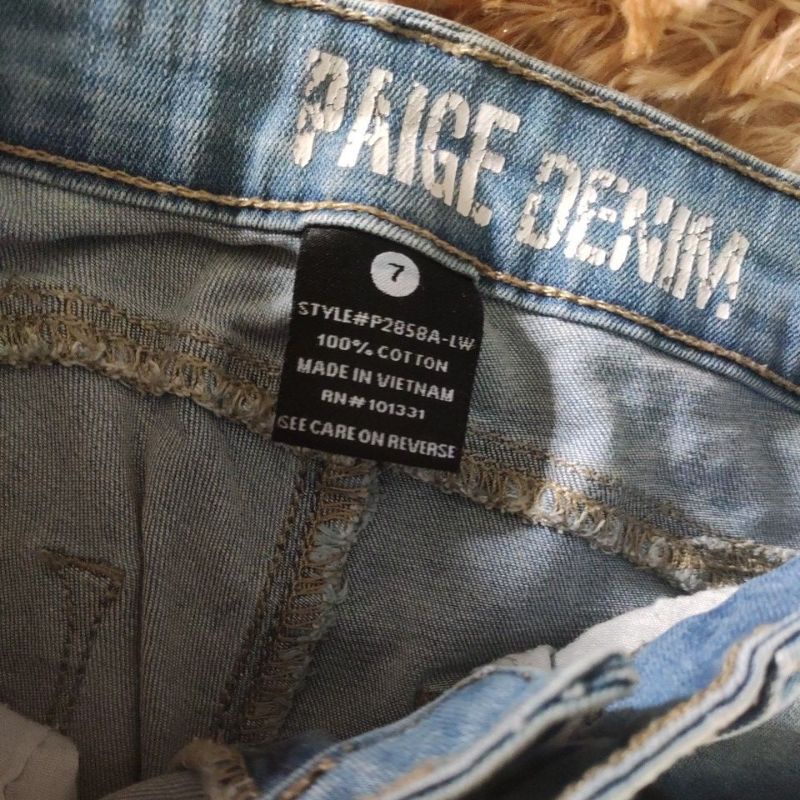 PAIGE DENIM
7
STYLE#P2858A-LW
100% COTTON
MADE IN VIETNAM
RN#101331
SEE CARE ON REVERSE